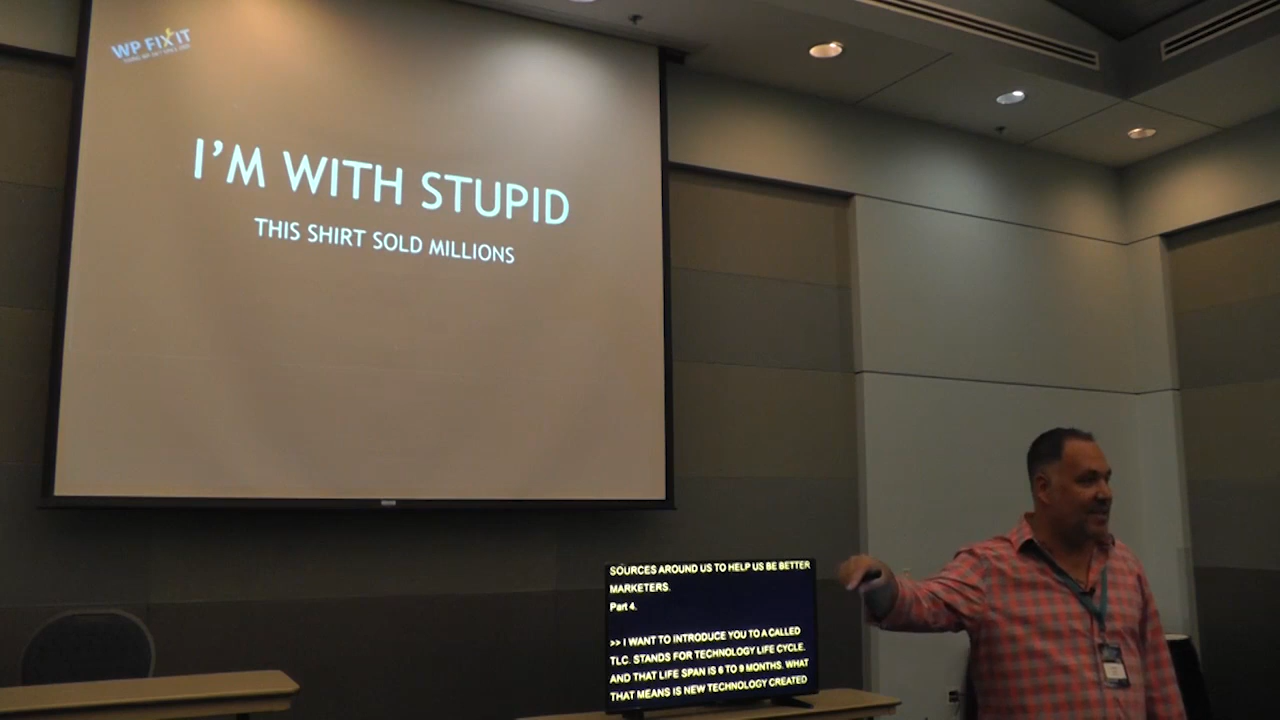 WP FIX IT
I'M WITH STUPID
THIS SHIRT SOLD MILLIONS
SOURCES AROUND US TO HELP US BE BETTER
MARKETERS.
Part 4.
>> I WANT TO INTRODUCE YOU TO A CALLED
TLC. STANDS FOR TECHNOLOGY LIFE CYCLE.
AND THAT LIFE SPAN IS 6 TO 9 MONTHS. WHAT
THAT MEANS IS NEW TECHNOLOGY CREATED